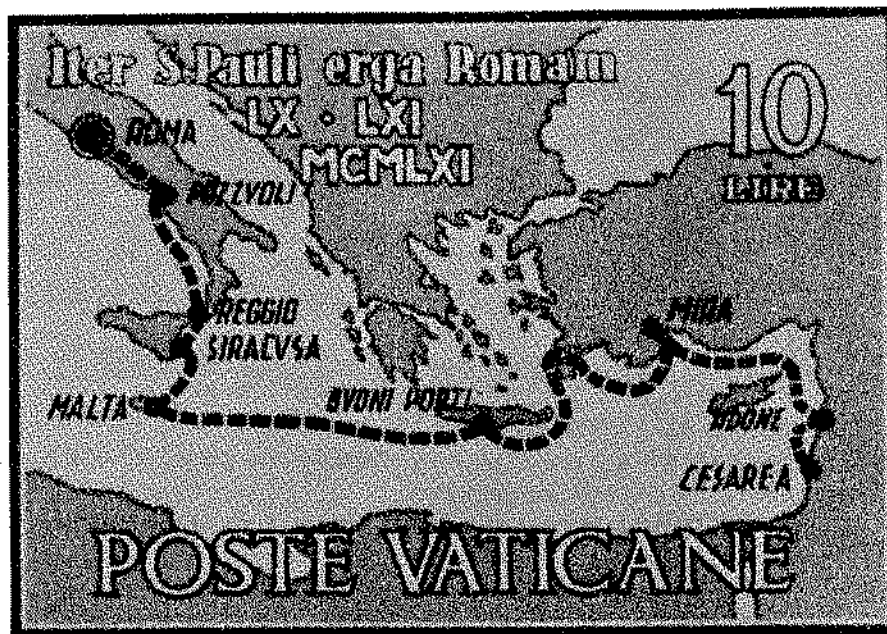 Iter S.Pauli erga Romam
LX · LXI
MCMLXI
10
LIRE
ROMA
POZZVOLI
REGGIO
SIRACVSA
MIRA
MALTA
BVONI PORTI
SIDONE
CESAREA
POSTE VATICANE